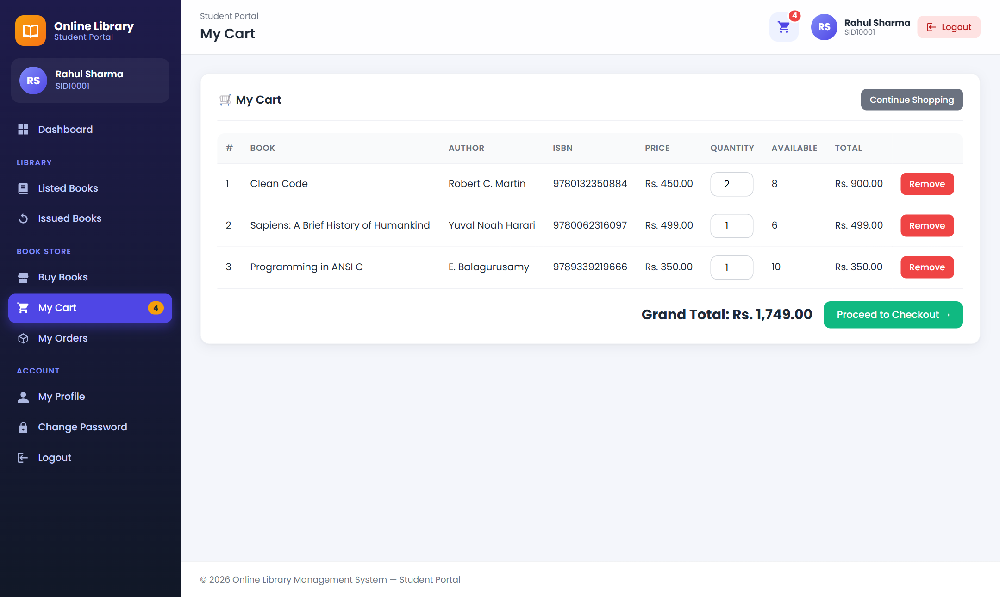 Online Library
Student Portal
RS
Rahul Sharma
SID10001
Dashboard
LIBRARY
Listed Books
Issued Books
BOOK STORE
Buy Books
My Cart 4
My Orders
ACCOUNT
My Profile
Change Password
Logout
Student Portal
My Cart
4
RS
Rahul Sharma
SID10001
Logout
My Cart
Continue Shopping
# BOOK AUTHOR ISBN PRICE QUANTITY AVAILABLE TOTAL
1 Clean Code Robert C. Martin 9780132350884 Rs. 450.00 2 8 Rs. 900.00 Remove
2 Sapiens: A Brief History of Humankind Yuval Noah Harari 9780062316097 Rs. 499.00 1 6 Rs. 499.00 Remove
3 Programming in ANSI C E. Balagurusamy 9789339219666 Rs. 350.00 1 10 Rs. 350.00 Remove
Grand Total: Rs. 1,749.00 Proceed to Checkout →
© 2026 Online Library Management System — Student Portal